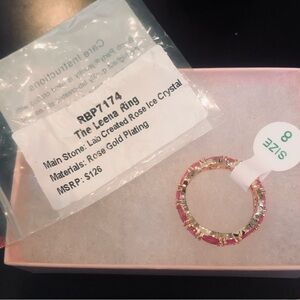 Care Instructions
RBP7174
The Leena Ring
Main Stone: Lab Created Rose Ice Crystal
Materials: Rose Gold Plating
MSRP: $126
SIZE
8